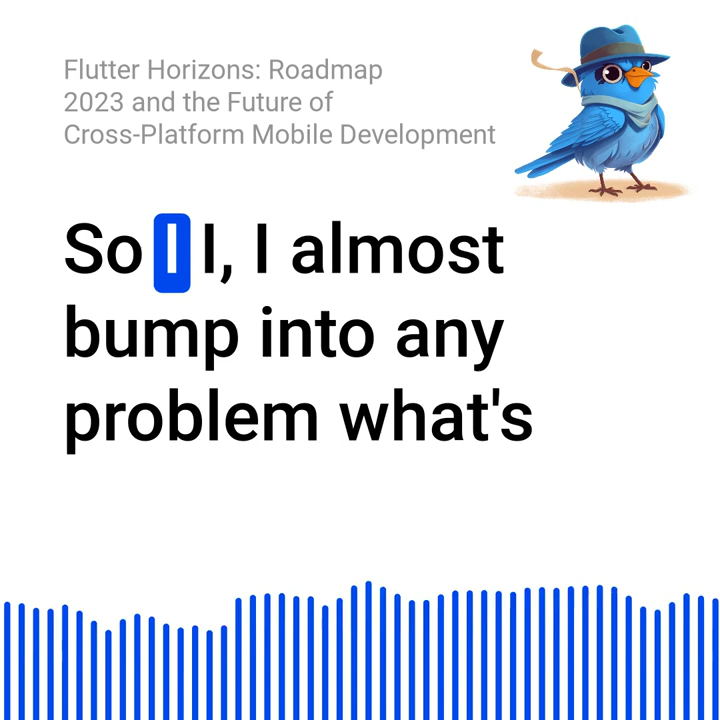 Flutter Horizons: Roadmap
2023 and the Future of
Cross-Platform Mobile Development
So I I, I almost
bump into any
problem what's